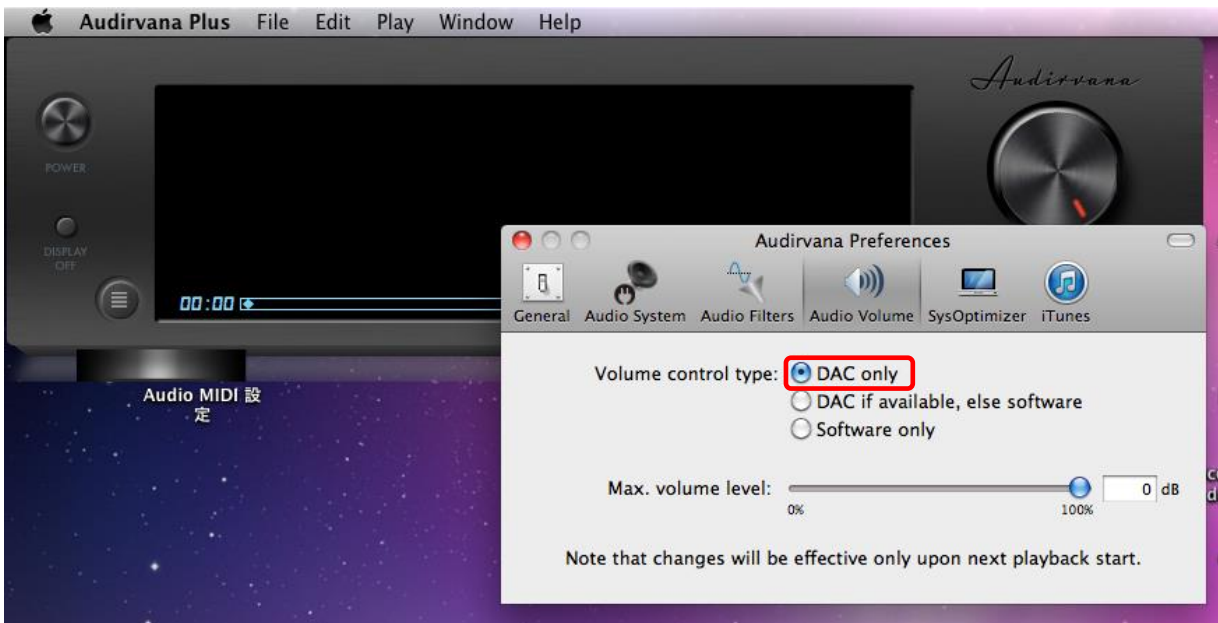 Audirvana Plus File Edit Play Window Help
Audirvana
POWER
DISPLAY
OFF
00:00
Audio MIDI 設
定
Audirvana Preferences
General Audio System Audio Filters Audio Volume SysOptimizer iTunes
Volume control type: DAC only
DAC if available, else software
Software only
Max. volume level: 0 dB
0% 100%
Note that changes will be effective only upon next playback start.